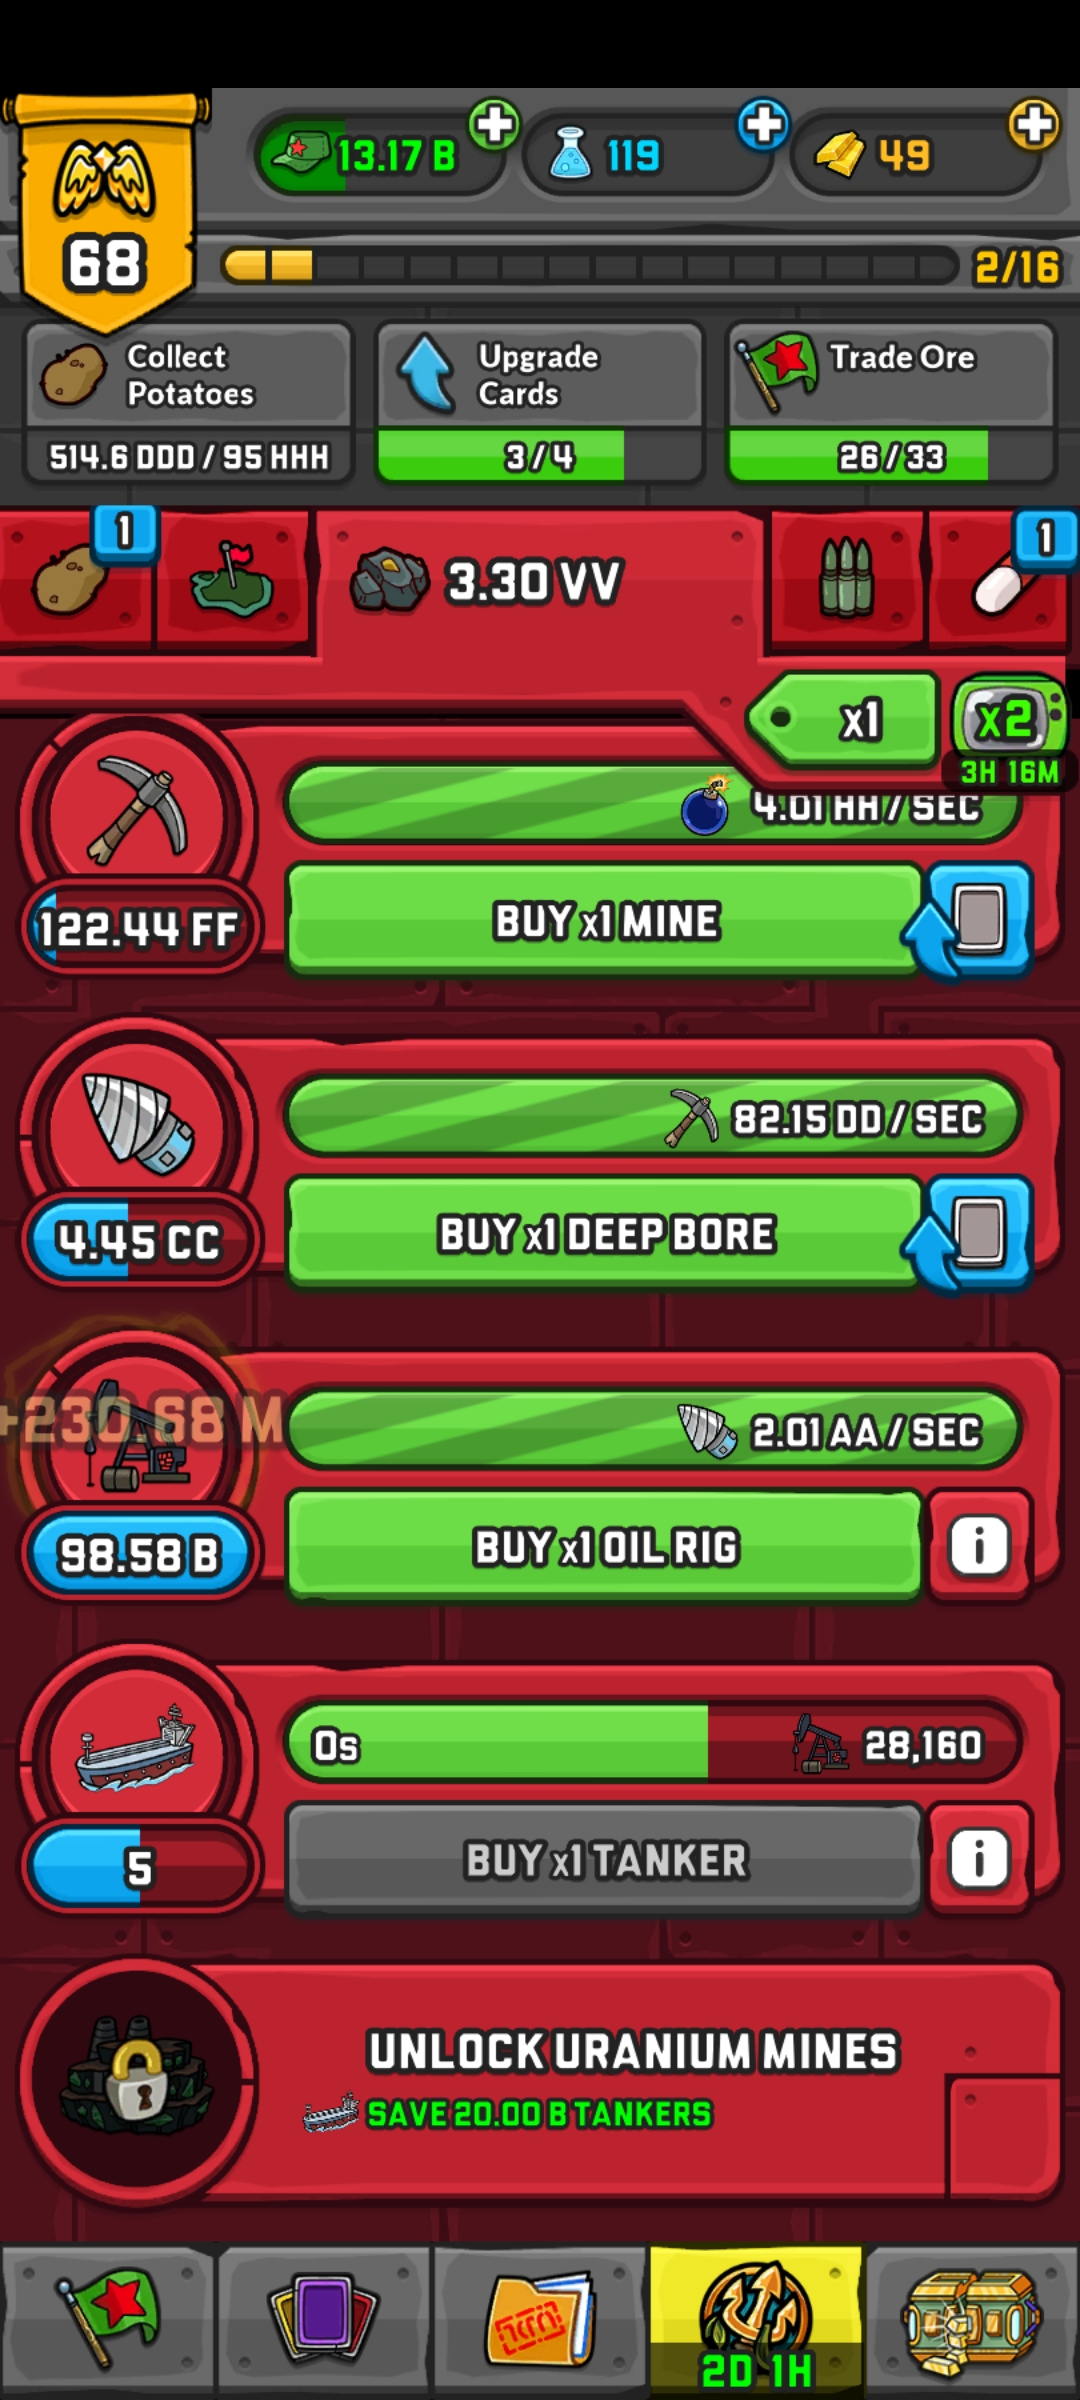 13.17 B
119
49
68
2/16
Collect
Potatoes
514.6 DDD / 95 HHH
Upgrade
Cards
3/4
Trade Ore
26/33
1
3.30 VV
1
x1
x2
3H 16M
4.01 HH / SEC
122.44 FF
BUY x1 MINE
82.15 DD / SEC
4.45 CC
BUY x1 DEEP BORE
+230.68 M
2.01 AA / SEC
98.58 B
BUY x1 OIL RIG
i
0s
28,160
5
BUY x1 TANKER
i
UNLOCK URANIUM MINES
SAVE 20.00 B TANKERS
2D 1H